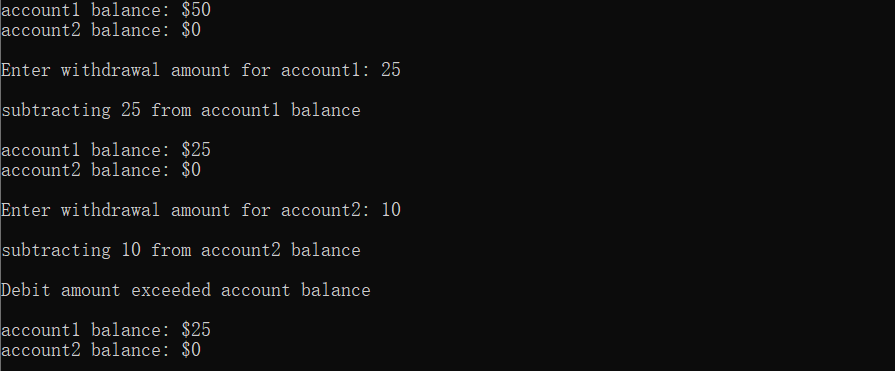 account1 balance: $50
account2 balance: $0
Enter withdrawal amount for account1: 25
subtracting 25 from account1 balance
account1 balance: $25
account2 balance: $0
Enter withdrawal amount for account2: 10
subtracting 10 from account2 balance
Debit amount exceeded account balance
account1 balance: $25
account2 balance: $0